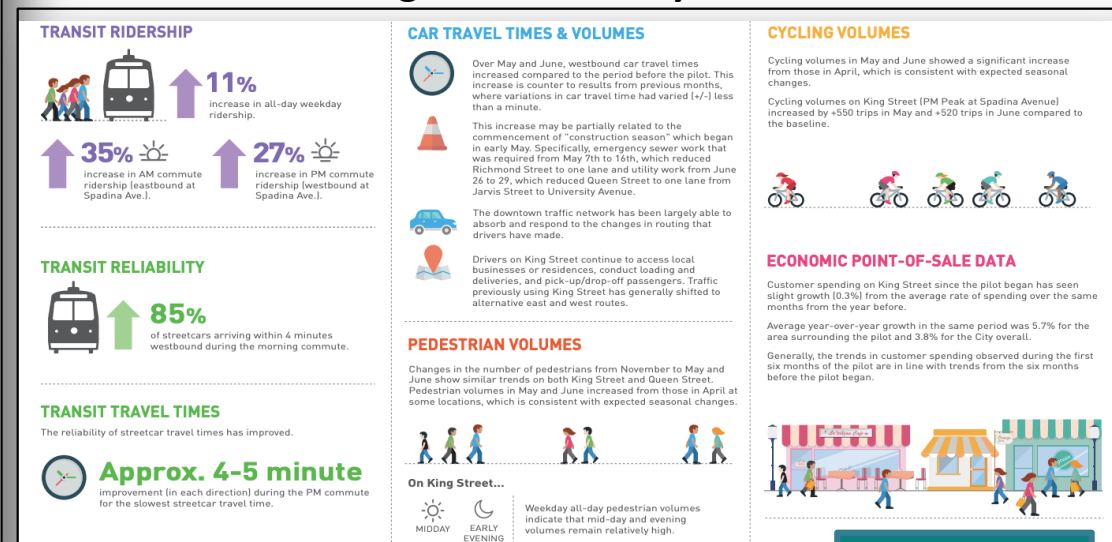 TRANSIT RIDERSHIP
11%
increase in all-day weekday
ridership.
35%
increase in AM commute
ridership (eastbound at
Spadina Ave.).
27%
increase in PM commute
ridership (westbound at
Spadina Ave.).
TRANSIT RELIABILITY
85%
of streetcars arriving within 4 minutes
westbound during the morning commute.
TRANSIT TRAVEL TIMES
The reliability of streetcar travel times has improved.
Approx. 4-5 minute
improvement (in each direction) during the PM commute
for the slowest streetcar travel time.
CAR TRAVEL TIMES & VOLUMES
Over May and June, westbound car travel times
increased compared to the period before the pilot. This
increase is counter to results from previous months,
where variations in car travel time had varied (+/-) less
than a minute.
This increase may be partially related to the
commencement of "construction season" which began
in early May. Specifically, emergency sewer work that
was required from May 7th to 16th, which reduced
Richmond Street to one lane and utility work from June
26 to 29, which reduced Queen Street to one lane from
Jarvis Street to University Avenue.
The downtown traffic network has been largely able to
absorb and respond to the changes in routing that
drivers have made.
Drivers on King Street continue to access local
businesses or residences, conduct loading and
deliveries, and pick-up/drop-off passengers. Traffic
previously using King Street has generally shifted to
alternative east and west routes.
PEDESTRIAN VOLUMES
Changes in the number of pedestrians from November to May and
June show similar trends on both King Street and Queen Street.
Pedestrian volumes in May and June increased from those in April at
some locations, which is consistent with expected seasonal changes.
On King Street...
MIDDAY
EARLY
EVENING
Weekday all-day pedestrian volumes
indicate that mid-day and evening
volumes remain relatively high.
CYCLING VOLUMES
Cycling volumes in May and June showed a significant increase
from those in April, which is consistent with expected seasonal
changes.
Cycling volumes on King Street (PM Peak at Spadina Avenue)
increased by +550 trips in May and +520 trips in June compared to
the baseline.
ECONOMIC POINT-OF-SALE DATA
Customer spending on King Street since the pilot began has seen
slight growth (0.3%) from the average rate of spending over the same
months from the year before.
Average year-over-year growth in the same period was 5.7% for the
area surrounding the pilot and 3.8% for the City overall.
Generally, the trends in customer spending observed during the first
six months of the pilot are in line with trends from the six months
before the pilot began.